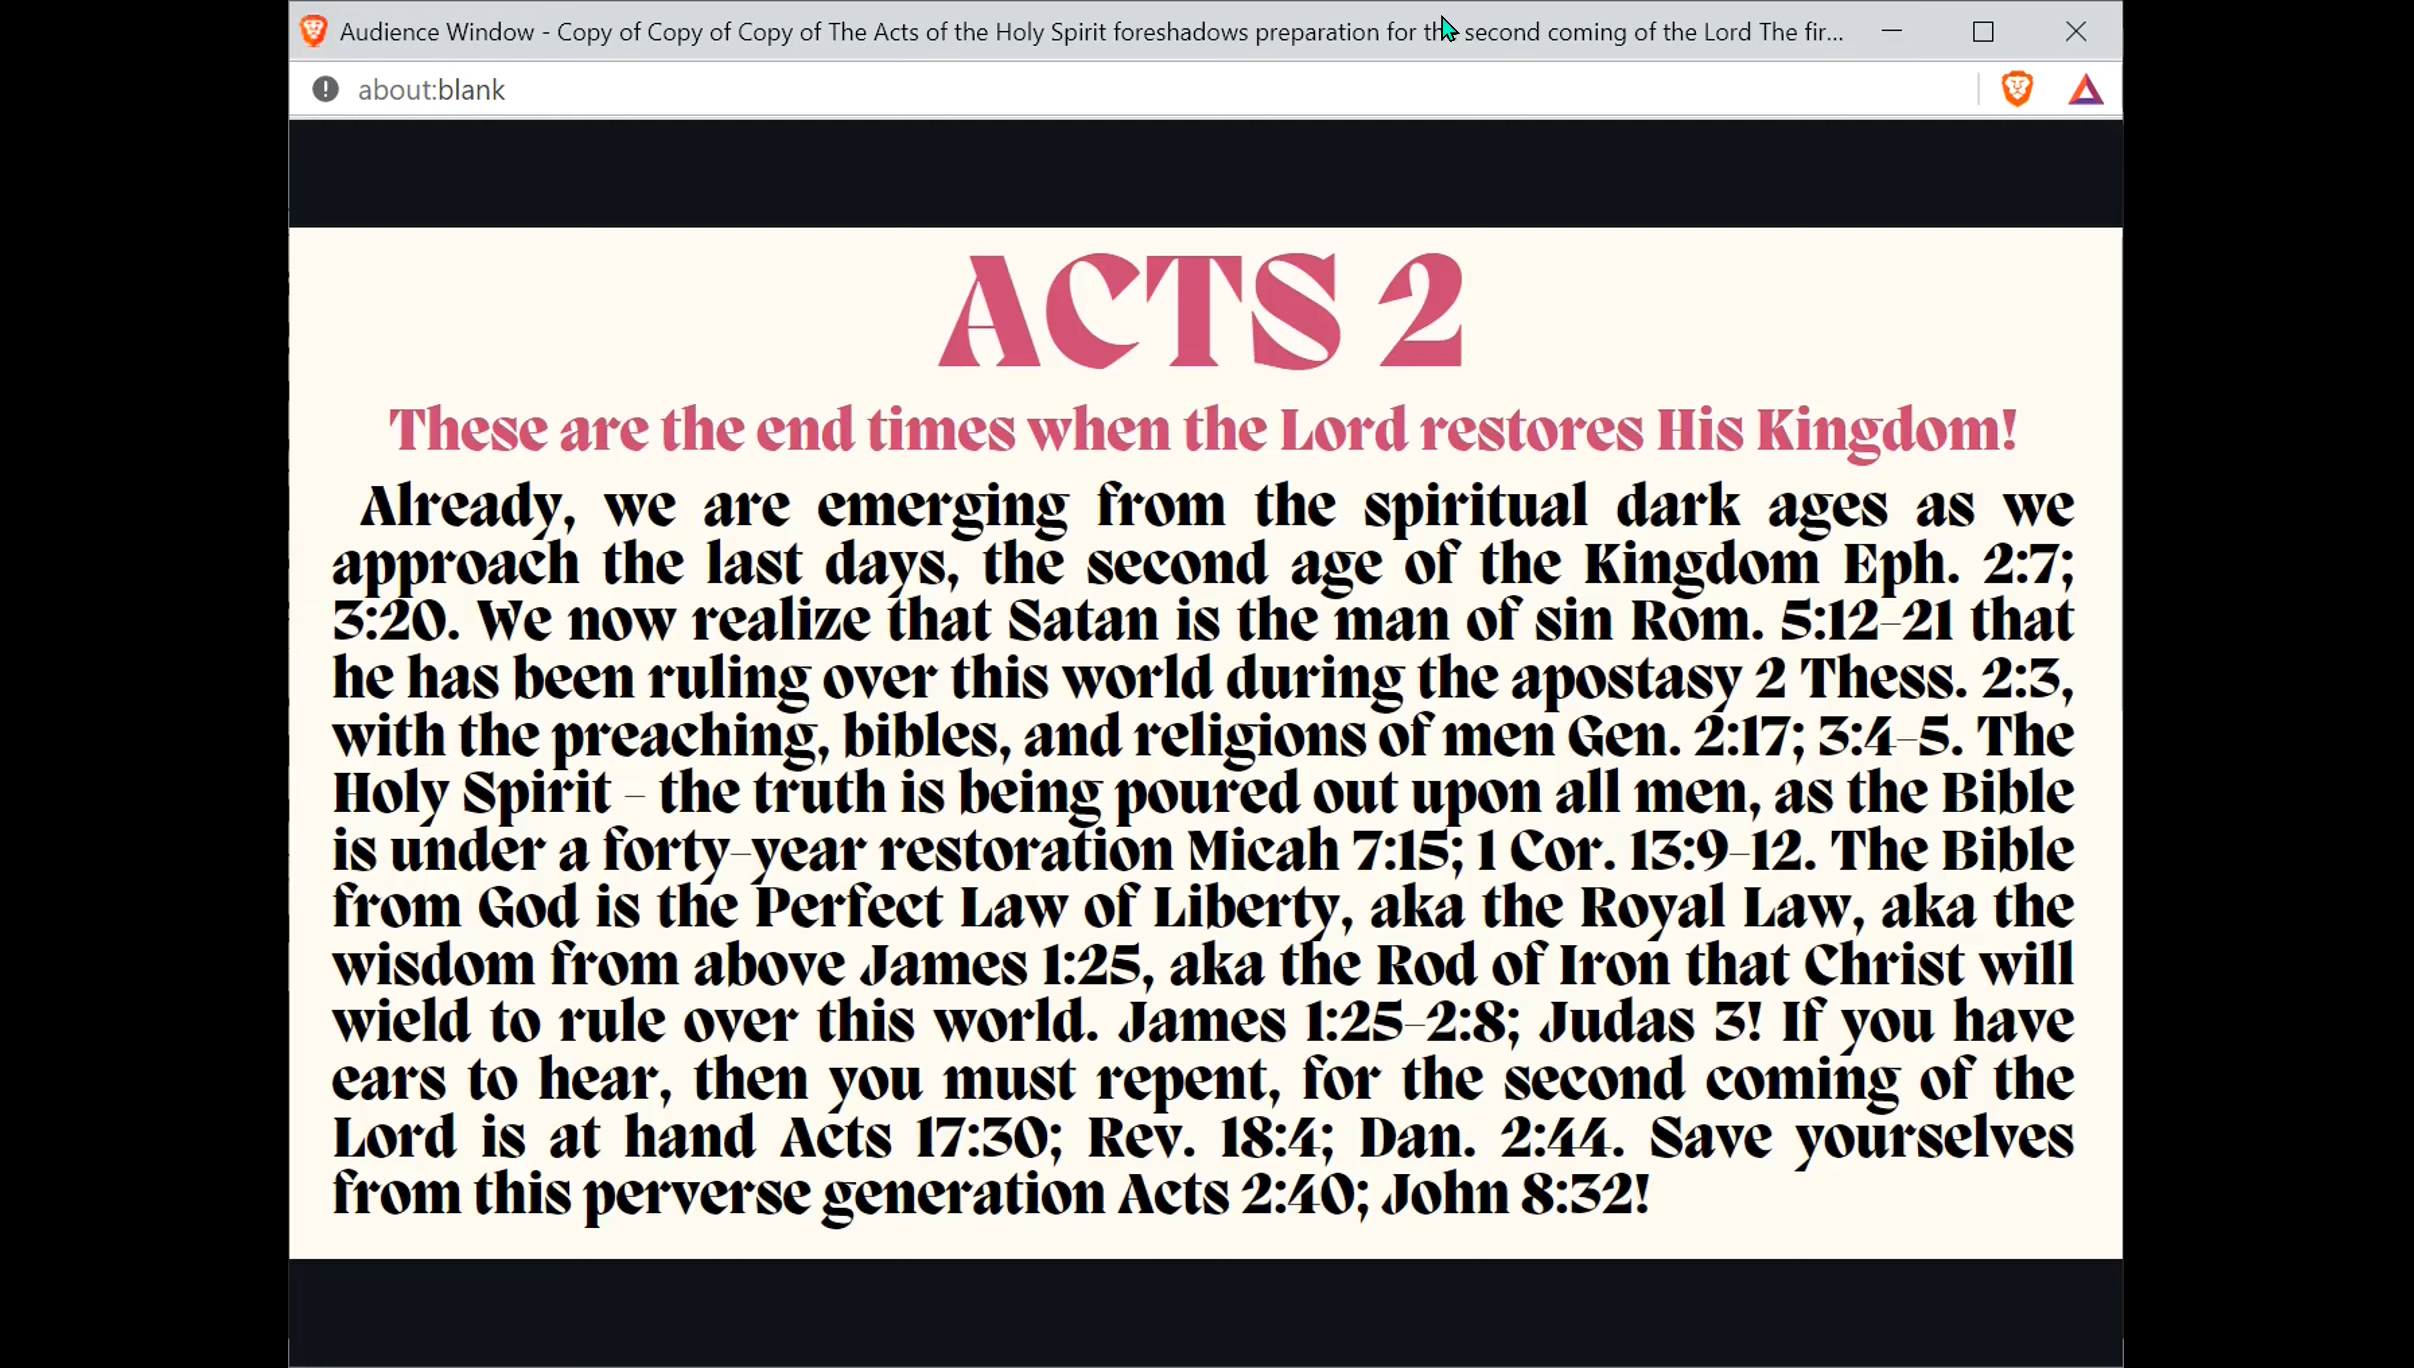 Audience Window - Copy of Copy of Copy of The Acts of the Holy Spirit foreshadows preparation for the second coming of the Lord The fir...
about:blank
ACTS 2
These are the end times when the Lord restores His Kingdom!
Already, we are emerging from the spiritual dark ages as we
approach the last days, the second age of the Kingdom Eph. 2:7;
3:20. We now realize that Satan is the man of sin Rom. 5:12-21 that
he has been ruling over this world during the apostasy 2 Thess. 2:3,
with the preaching, bibles, and religions of men Gen. 2:17; 3:4-5. The
Holy Spirit - the truth is being poured out upon all men, as the Bible
is under a forty-year restoration Micah 7:15; 1 Cor. 13:9-12. The Bible
from God is the Perfect Law of Liberty, aka the Royal Law, aka the
wisdom from above James 1:25, aka the Rod of Iron that Christ will
wield to rule over this world. James 1:25-2:8; Judas 3! If you have
ears to hear, then you must repent, for the second coming of the
Lord is at hand Acts 17:30; Rev. 18:4; Dan. 2:44. Save yourselves
from this perverse generation Acts 2:40; John 8:32!